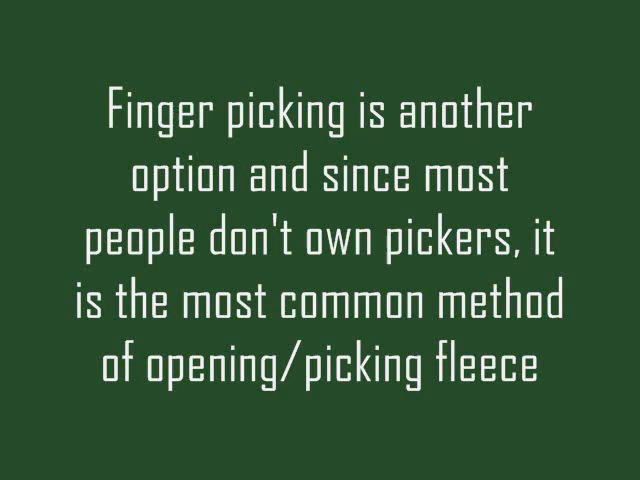 Finger picking is another
option and since most
people don't own pickers, it
is the most common method
of opening/picking fleece